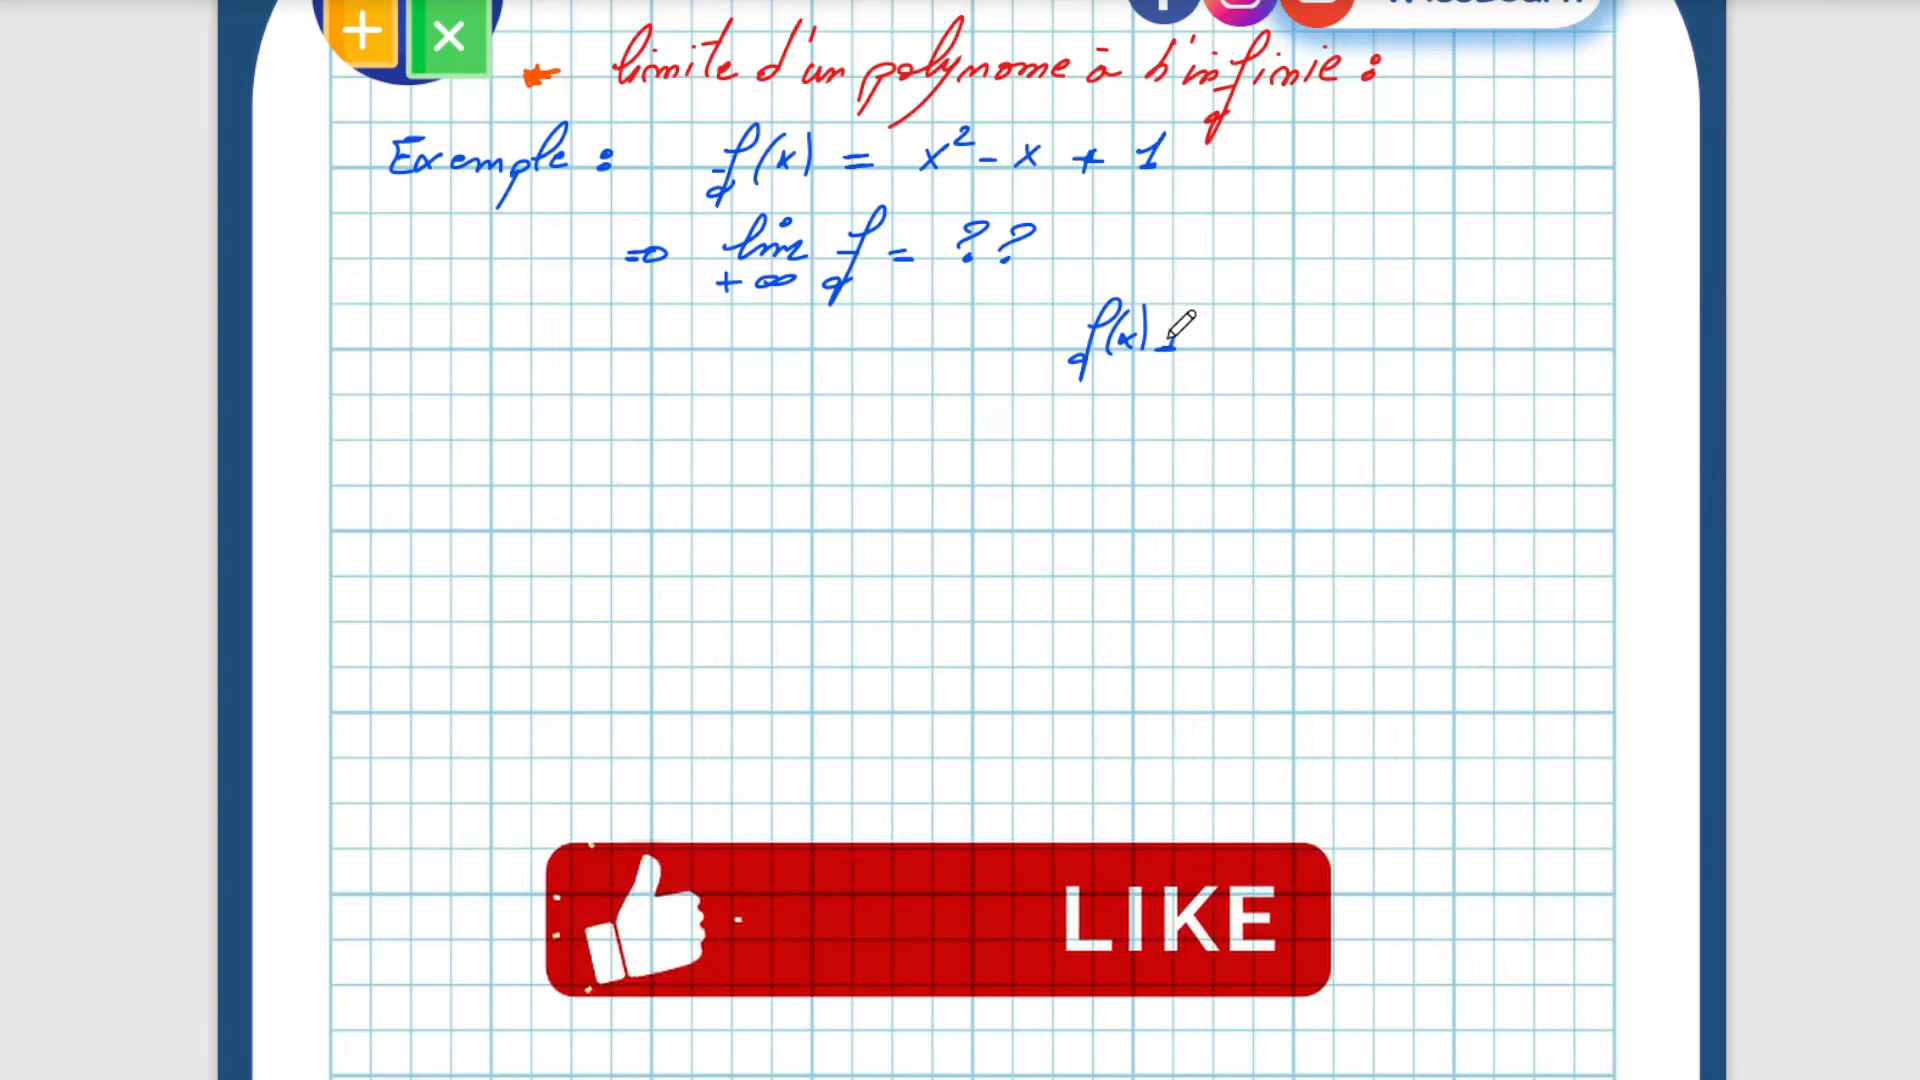 limite d'un polynome à l'infinie :
Exemple : f(x) = x² - x + 1
⇒ lim f = ??
+∞
f(x)
LIKE